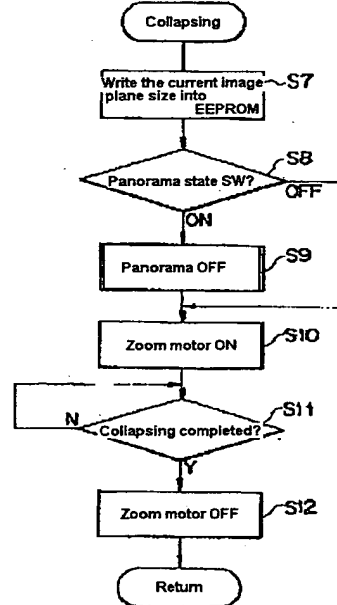 Collapsing
Write the current image
plane size into
EEPROM
S7
Panorama state SW?
S8
OFF
ON
Panorama OFF
S9
Zoom motor ON
S10
N
Collapsing completed?
S11
Y
Zoom motor OFF
S12
Return